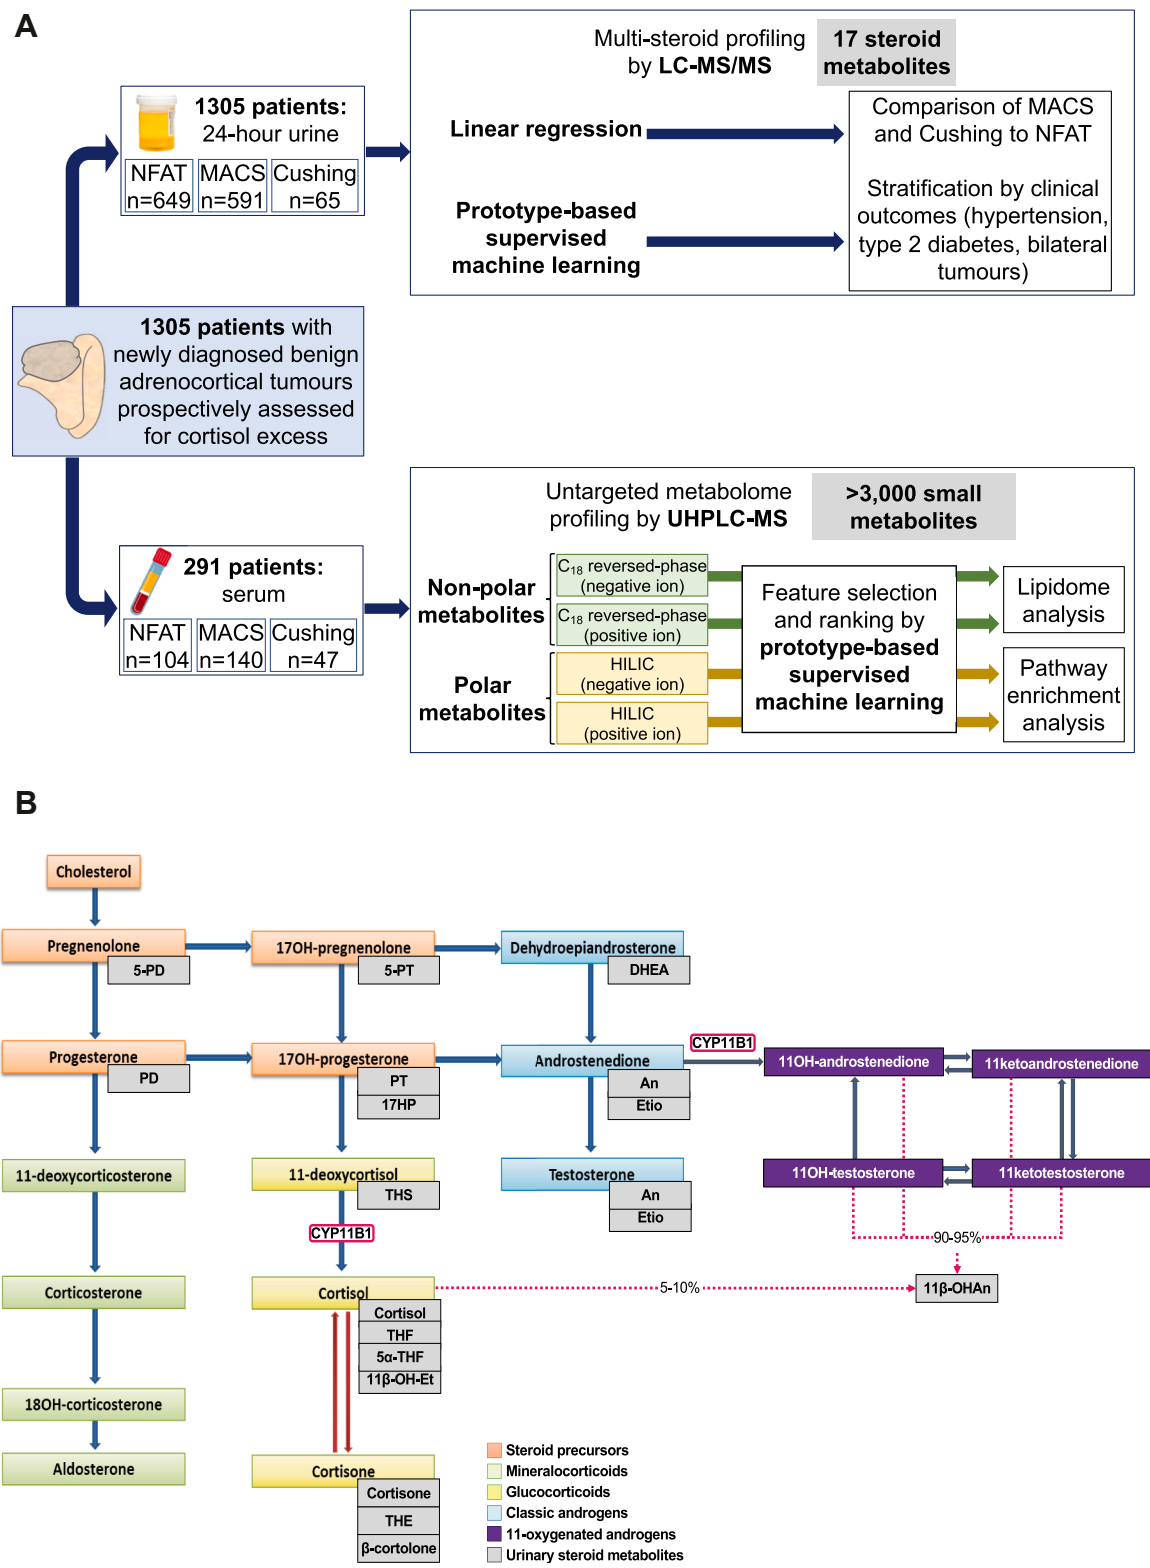 A
1305 patients:
24-hour urine
NFAT
n=649
MACS
n=591
Cushing
n=65
Multi-steroid profiling
by LC-MS/MS
17 steroid
metabolites
Linear regression
Prototype-based
supervised
machine learning
Comparison of MACS
and Cushing to NFAT
Stratification by clinical
outcomes (hypertension,
type 2 diabetes, bilateral
tumours)
1305 patients with
newly diagnosed benign
adrenocortical tumours
prospectively assessed
for cortisol excess
291 patients:
serum
NFAT
n=104
MACS
n=140
Cushing
n=47
Untargeted metabolome
profiling by UHPLC-MS
>3,000 small
metabolites
Non-polar
metabolites
Polar
metabolites
C₁₈ reversed-phase
(negative ion)
C₁₈ reversed-phase
(positive ion)
HILIC
(negative ion)
HILIC
(positive ion)
Feature selection
and ranking by
prototype-based
supervised
machine learning
Lipidome
analysis
Pathway
enrichment
analysis
B
Cholesterol
Pregnenolone
5-PD
17OH-pregnenolone
5-PT
Dehydroepiandrosterone
DHEA
Progesterone
PD
17OH-progesterone
PT
17HP
Androstenedione
An
Etio
CYP11B1
11OH-androstenedione
11ketoandrostenedione
11-deoxycorticosterone
11-deoxycortisol
THS
Testosterone
An
Etio
11OH-testosterone
11ketotestosterone
CYP11B1
90-95%
Corticosterone
Cortisol
Cortisol
THF
5α-THF
11β-OH-Et
5-10%
11β-OHAn
18OH-corticosterone
Aldosterone
Cortisone
Cortisone
THE
β-cortolone
Steroid precursors
Mineralocorticoids
Glucocorticoids
Classic androgens
11-oxygenated androgens
Urinary steroid metabolites